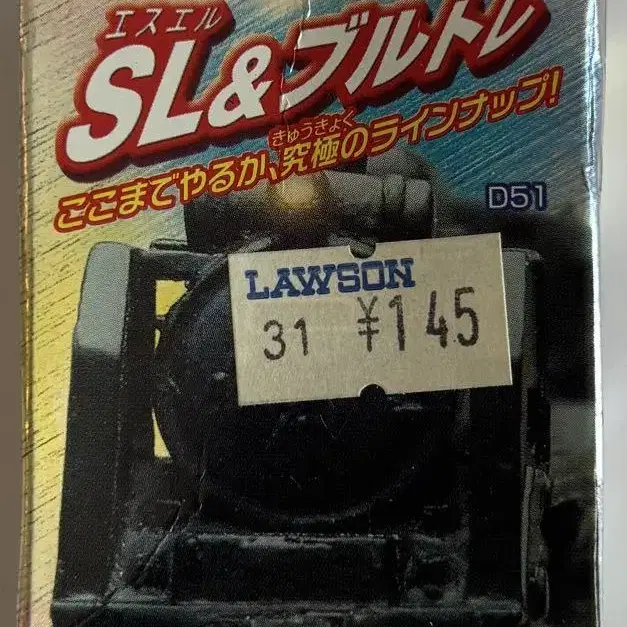 エスエル
SL&ブルトレ
きゅうきょく
ここまでやるか、究極のラインナップ!
D51
LAWSON
31 ¥145